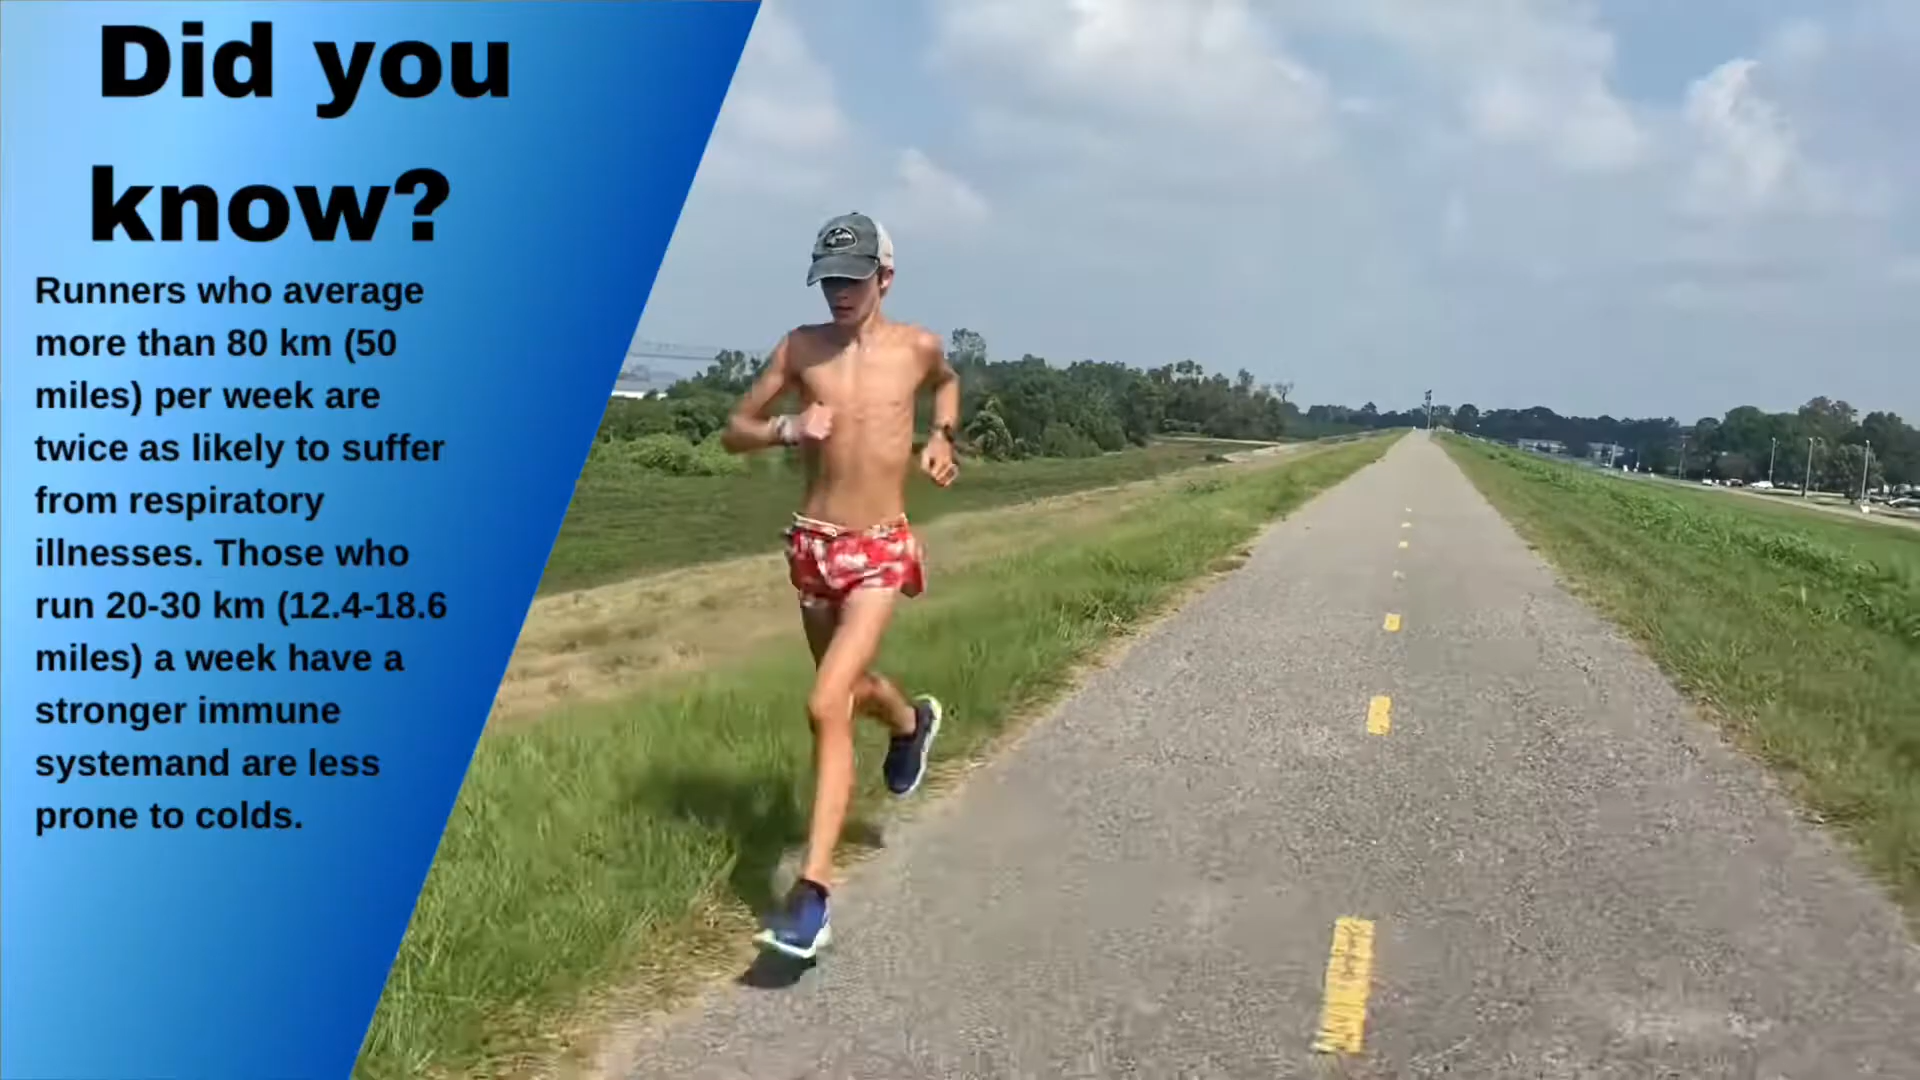 Did you
know?
Runners who average
more than 80 km (50
miles) per week are
twice as likely to suffer
from respiratory
illnesses. Those who
run 20-30 km (12.4-18.6
miles) a week have a
stronger immune
systemand are less
prone to colds.